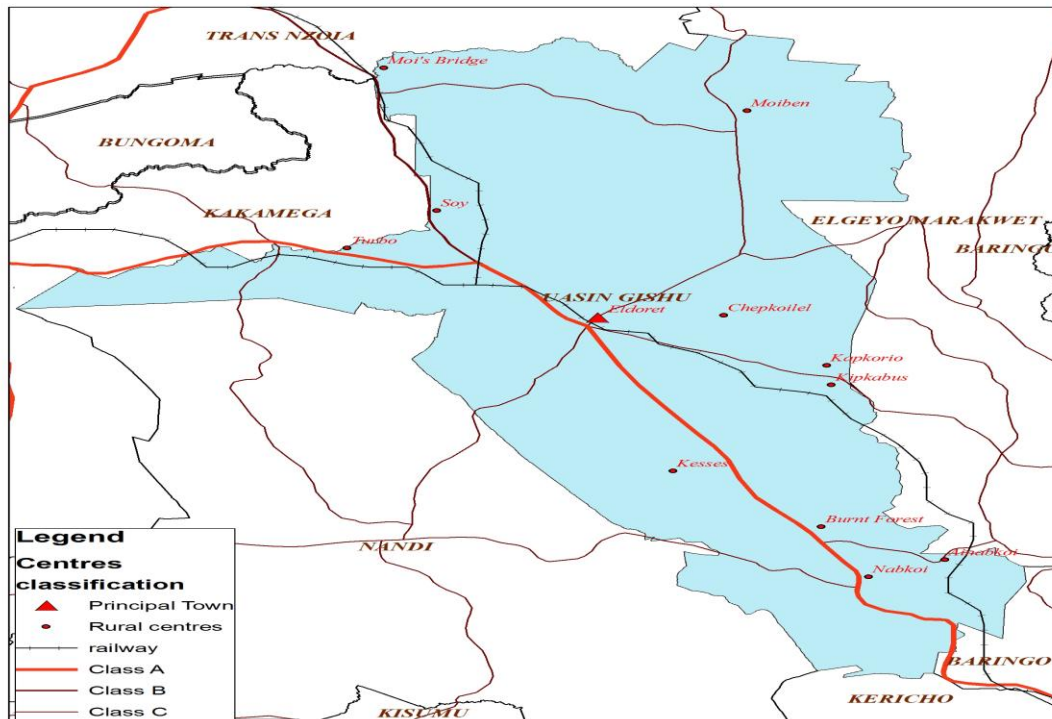 TRANS NZOIA
Moi's Bridge
Moiben
BUNGOMA
KAKAMEGA
Soy
ELGEYO MARAKWET
Turbo
BARINGO
UASIN GISHU
Eldoret
Chepkoilel
Kapkorio
Kipkabus
Kesses
Burnt Forest
NANDI
Ainabkoi
Nabkoi
BARINGO
KERICHO
KISUMU
Legend
Centres
classification
Principal Town
Rural centres
railway
Class A
Class B
Class C